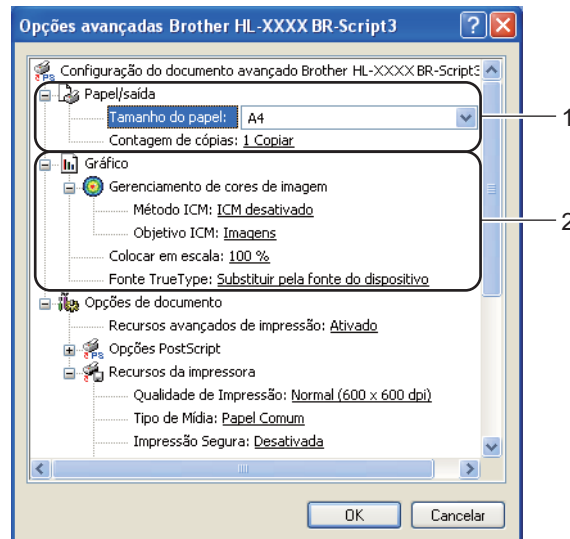 Opções avançadas Brother HL-XXXX BR-Script3
Configuração do documento avançado Brother HL-XXXX BR-Script3
Papel/saída
Tamanho do papel: A4
1
Contagem de cópias: 1 Copiar
Gráfico
Gerenciamento de cores de imagem
Método ICM: ICM desativado
2
Objetivo ICM: Imagens
Colocar em escala: 100 %
Fonte TrueType: Substituir pela fonte do dispositivo
Opções de documento
Recursos avançados de impressão: Ativado
Opções PostScript
Recursos da impressora
Qualidade de Impressão: Normal (600 x 600 dpi)
Tipo de Mídia: Papel Comum
Impressão Segura: Desativada
OK Cancelar